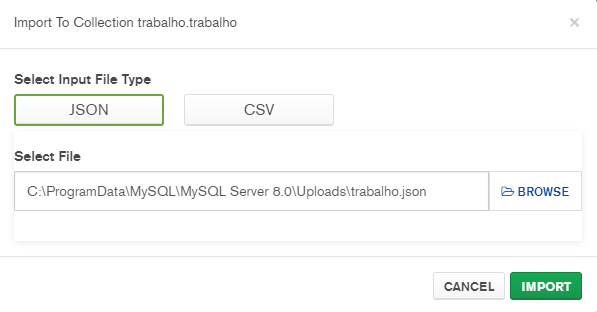 Import To Collection trabalho.trabalho
×
Select Input File Type
JSON CSV
Select File
C:\ProgramData\MySQL\MySQL Server 8.0\Uploads\trabalho.json BROWSE
CANCEL IMPORT